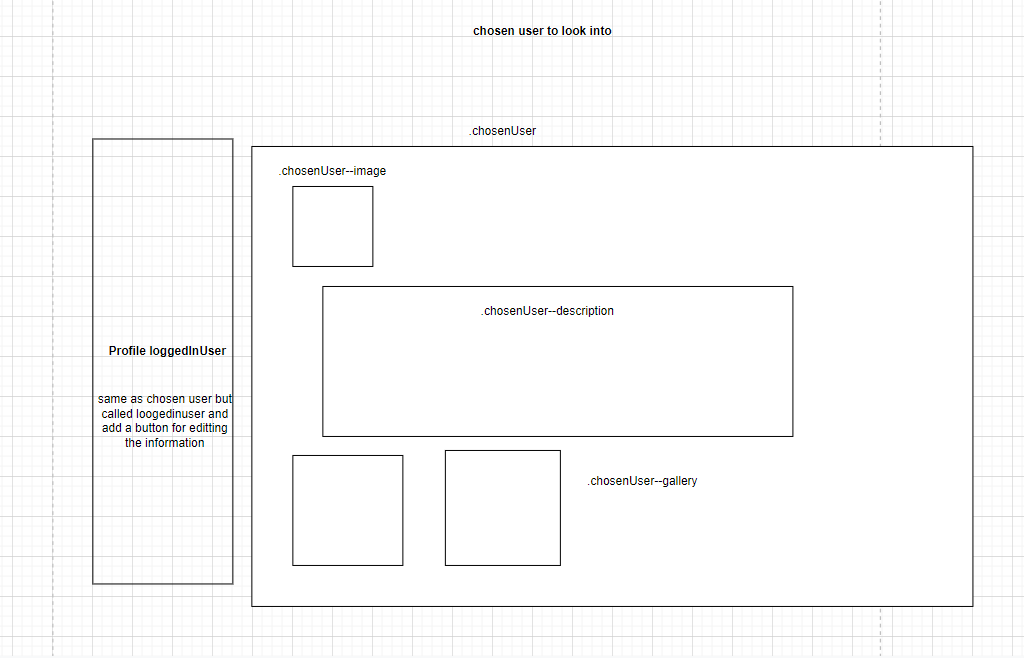 chosen user to look into
.chosenUser
.chosenUser--image
.chosenUser--description
Profile loggedInUser
same as chosen user but
called loogedinuser and
add a button for editting
the information
.chosenUser--gallery